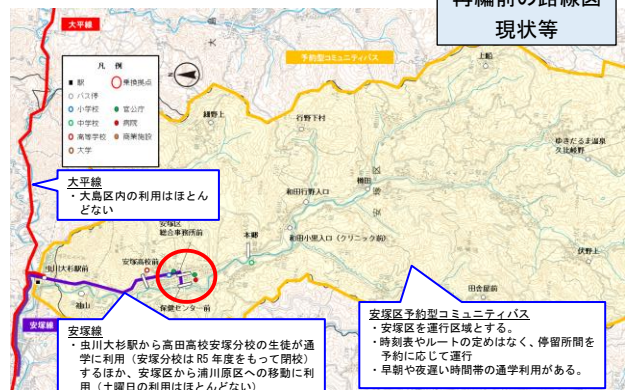 再編前の路線図
現状等
大平線
予約型コミュニティバス
凡 例
駅
乗換拠点
バス停
小学校
官公庁
中学校
病院
高等学校
商業施設
大学
上船
細野上
行野下村
ゆきだるま温泉
久比岐野
大平線
・大島区内の利用はほとん
どない
和田行野入口
安塚区
総合事務所前
本郷
和田小黒入口（クリニック前）
伏野上
安塚高校前
虫川大杉駅前
田舎屋前
保健センター前
安塚線
安塚線
・虫川大杉駅から高田高校安塚分校の生徒が通
学に利用（安塚分校は R5 年度をもって閉校）
するほか、安塚区から浦川原区への移動に利
用（土曜日の利用はほとんどない）
安塚区予約型コミュニティバス
・安塚区を運行区域とする。
・時刻表やルートの定めはなく、停留所間を
予約に応じて運行
・早朝や夜遅い時間帯の通学利用がある。